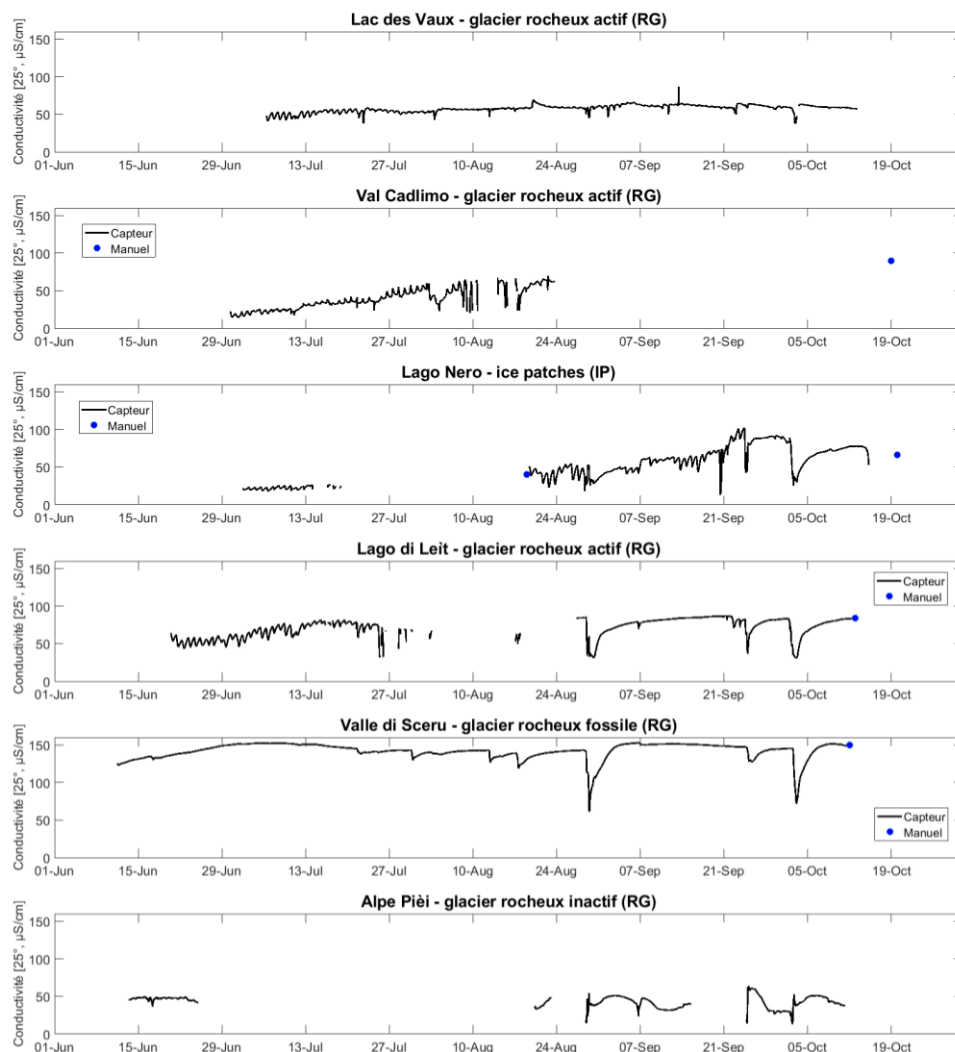 Lac des Vaux - glacier rocheux actif (RG)
Conductivité [25°, µS/cm]
150
100
50
0
01-Jun 15-Jun 29-Jun 13-Jul 27-Jul 10-Aug 24-Aug 07-Sep 21-Sep 05-Oct 19-Oct
Val Cadlimo - glacier rocheux actif (RG)
Conductivité [25°, µS/cm]
150
100
50
0
Capteur
Manuel
01-Jun 15-Jun 29-Jun 13-Jul 27-Jul 10-Aug 24-Aug 07-Sep 21-Sep 05-Oct 19-Oct
Lago Nero - ice patches (IP)
Conductivité [25°, µS/cm]
150
100
50
0
Capteur
Manuel
01-Jun 15-Jun 29-Jun 13-Jul 27-Jul 10-Aug 24-Aug 07-Sep 21-Sep 05-Oct 19-Oct
Lago di Leìt - glacier rocheux actif (RG)
Conductivité [25°, µS/cm]
150
100
50
0
Capteur
Manuel
01-Jun 15-Jun 29-Jun 13-Jul 27-Jul 10-Aug 24-Aug 07-Sep 21-Sep 05-Oct 19-Oct
Valle di Sceru - glacier rocheux fossile (RG)
Conductivité [25°, µS/cm]
150
100
50
0
Capteur
Manuel
01-Jun 15-Jun 29-Jun 13-Jul 27-Jul 10-Aug 24-Aug 07-Sep 21-Sep 05-Oct 19-Oct
Alpe Pièi - glacier rocheux inactif (RG)
Conductivité [25°, µS/cm]
150
100
50
0
01-Jun 15-Jun 29-Jun 13-Jul 27-Jul 10-Aug 24-Aug 07-Sep 21-Sep 05-Oct 19-Oct